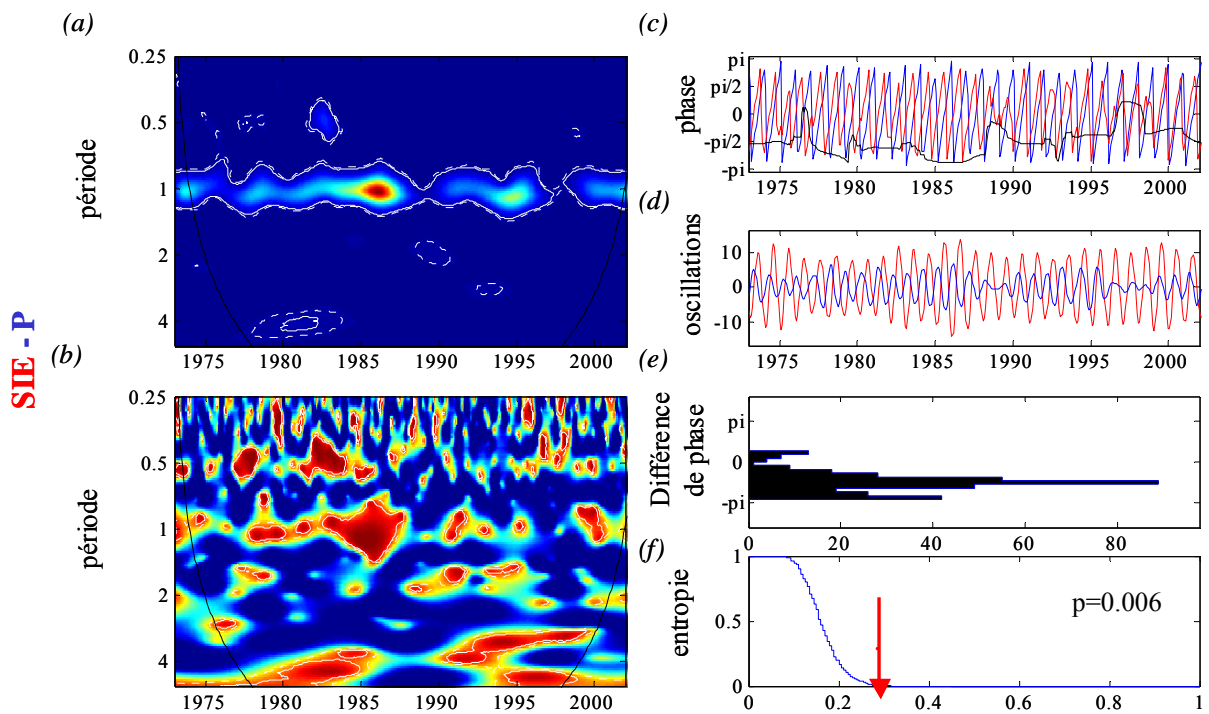 SIE - P
(a)
période
0.25
0.5
1
2
4
1975 1980 1985 1990 1995 2000
(b)
période
0.25
0.5
1
2
4
1975 1980 1985 1990 1995 2000
(c)
phase
pi
pi/2
0
-pi/2
-pi
1975 1980 1985 1990 1995 2000
(d)
oscillations
10
0
-10
1975 1980 1985 1990 1995 2000
(e)
Différence
de phase
pi
0
-pi
0 20 40 60 80
(f)
entropie
1
0.5
0
p=0.006
0 0.2 0.4 0.6 0.8 1